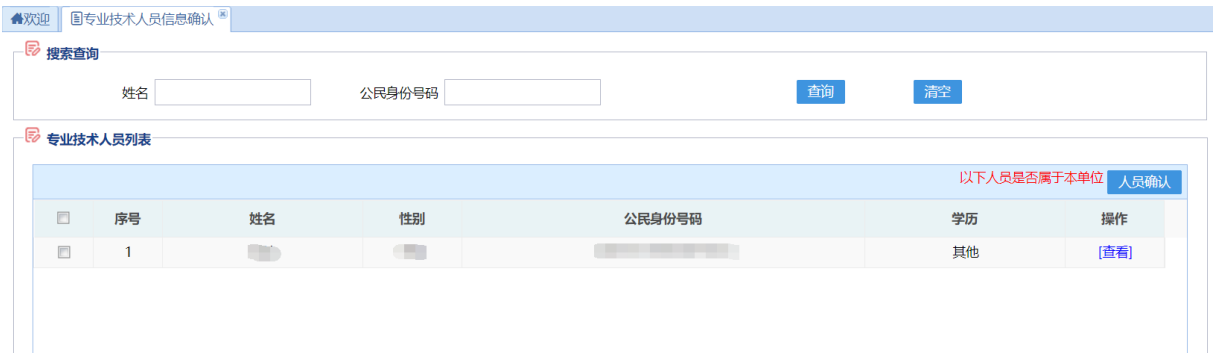 欢迎 专业技术人员信息确认
搜索查询
姓名 公民身份号码 查询 清空
专业技术人员列表
以下人员是否属于本单位 人员确认
序号 姓名 性别 公民身份号码 学历 操作
1 其他 [查看]